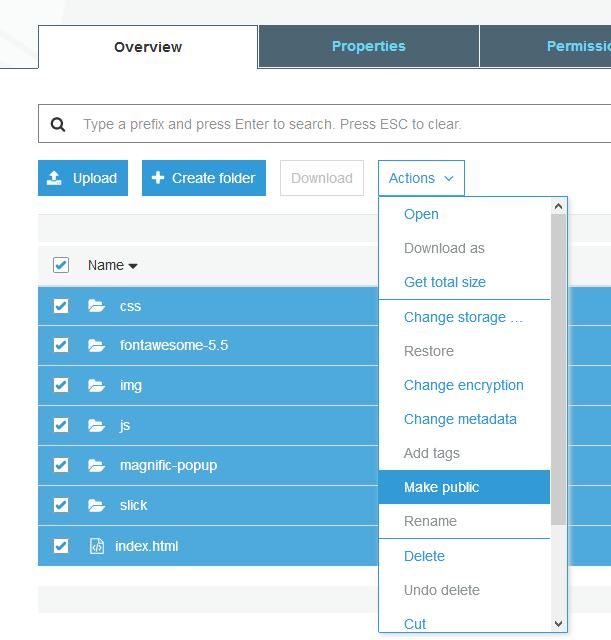 Overview
Properties
Permissio
Type a prefix and press Enter to search. Press ESC to clear.
Upload
Create folder
Download
Actions
Open
Download as
Get total size
Change storage …
Restore
Change encryption
Change metadata
Add tags
Make public
Rename
Delete
Undo delete
Cut
Name
css
fontawesome-5.5
img
js
magnific-popup
slick
index.html